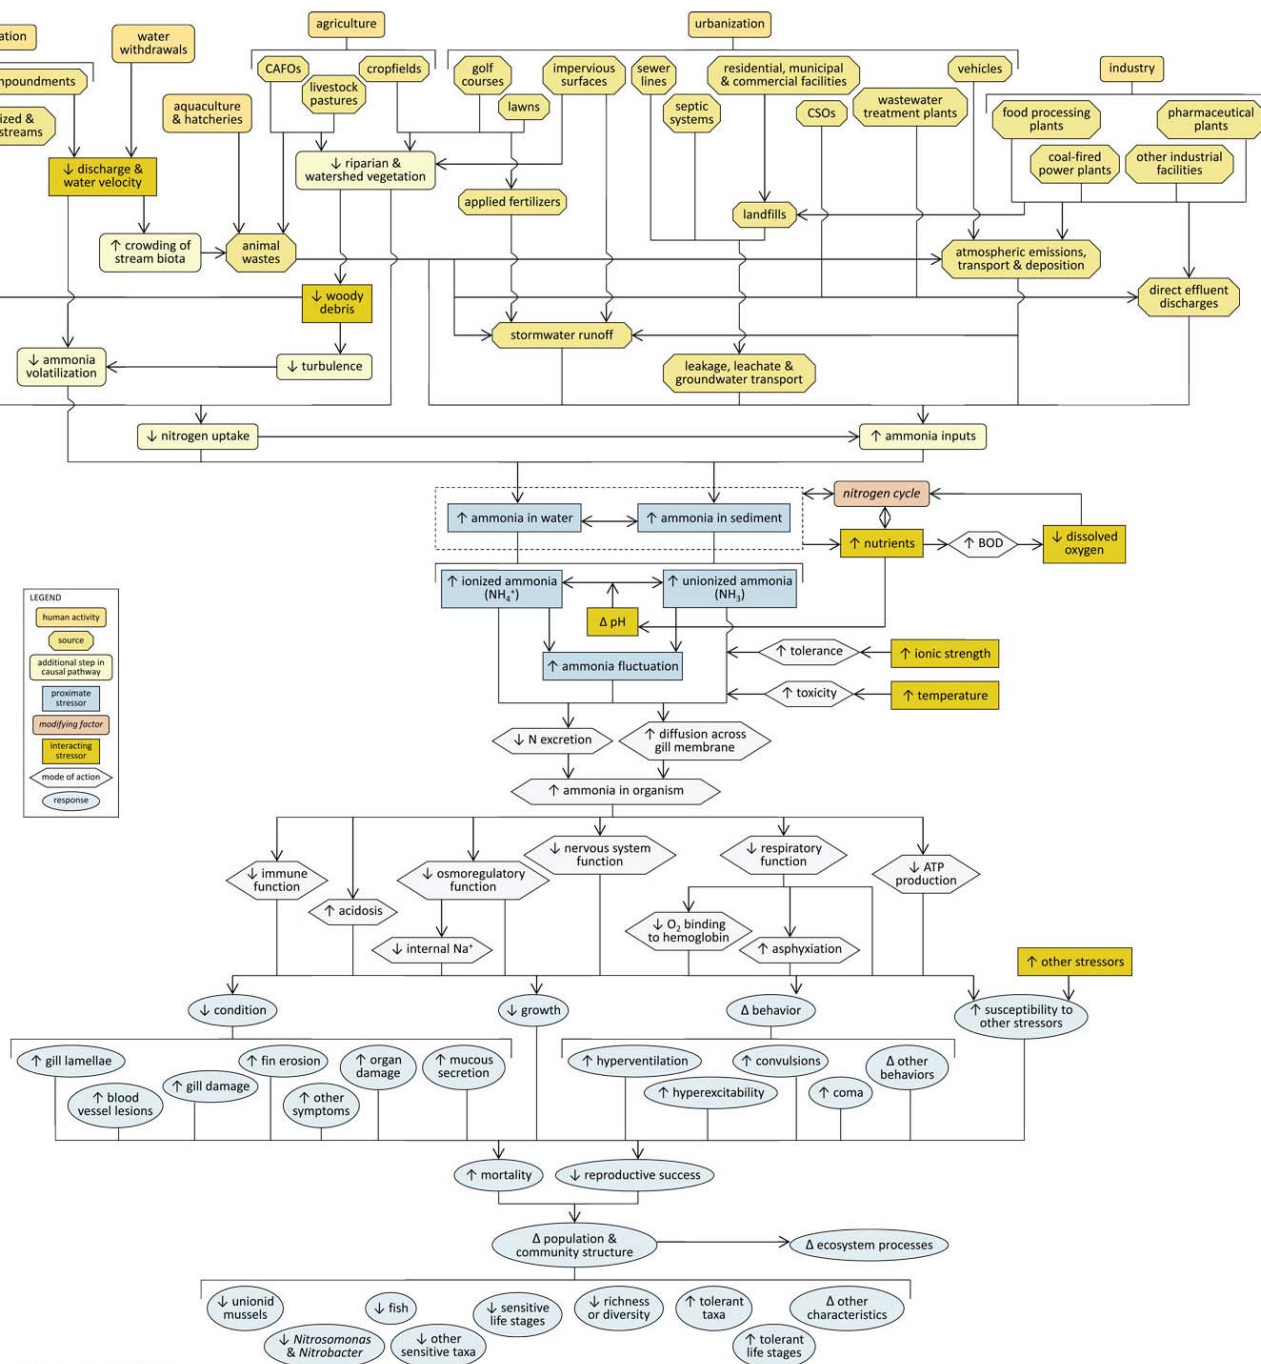 ation
water
withdrawals
agriculture
urbanization
industry
mpoundments
ized &
streams
aquaculture
& hatcheries
CAFOs
livestock
pastures
cropfields
golf
courses
lawns
impervious
surfaces
sewer
lines
septic
systems
residential, municipal
& commercial facilities
CSOs
wastewater
treatment plants
vehicles
food processing
plants
pharmaceutical
plants
coal-fired
power plants
other industrial
facilities
↓ discharge &
water velocity
↓ riparian &
watershed vegetation
applied fertilizers
landfills
↑ crowding of
stream biota
animal
wastes
atmospheric emissions,
transport & deposition
↓ woody
debris
direct effluent
discharges
stormwater runoff
↓ ammonia
volatilization
↓ turbulence
leakage, leachate &
groundwater transport
↓ nitrogen uptake
↑ ammonia inputs
↑ ammonia in water
↑ ammonia in sediment
nitrogen cycle
↑ nutrients
↑ BOD
↓ dissolved
oxygen
↑ ionized ammonia
(NH₄⁺)
↑ unionized ammonia
(NH₃)
Δ pH
↑ ammonia fluctuation
↑ tolerance
↑ ionic strength
↑ toxicity
↑ temperature
LEGEND
human activity
source
additional step in
causal pathway
proximate
stressor
modifying factor
interacting
stressor
mode of action
response
↓ N excretion
↑ diffusion across
gill membrane
↑ ammonia in organism
↓ immune
function
↑ acidosis
↓ osmoregulatory
function
↓ internal Na⁺
↓ nervous system
function
↓ respiratory
function
↓ O₂ binding
to hemoglobin
↑ asphyxiation
↓ ATP
production
↑ other stressors
↓ condition
↓ growth
Δ behavior
↑ susceptibility to
other stressors
↑ gill lamellae
↑ blood
vessel lesions
↑ gill damage
↑ fin erosion
↑ other
symptoms
↑ organ
damage
↑ mucous
secretion
↑ hyperventilation
↑ hyperexcitability
↑ convulsions
↑ coma
Δ other
behaviors
↑ mortality
↓ reproductive success
Δ population &
community structure
Δ ecosystem processes
↓ unionid
mussels
↓ Nitrosomonas
& Nitrobacter
↓ fish
↓ other
sensitive taxa
↓ sensitive
life stages
↓ richness
or diversity
↑ tolerant
taxa
↑ tolerant
life stages
Δ other
characteristics